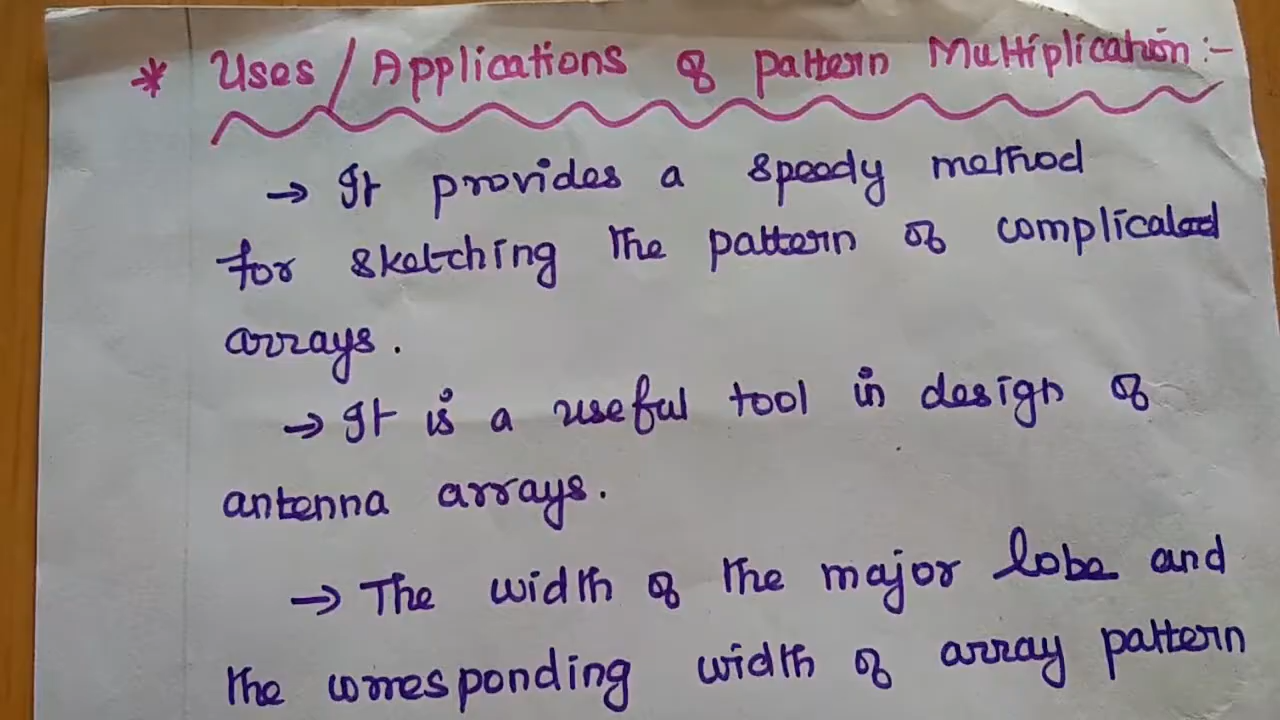 * Uses / Applications of pattern Multiplication :-
→ It provides a speedy method
for sketching the pattern of complicated
arrays.
→ It is a useful tool in design of
antenna arrays.
→ The width of the major lobe and
the corresponding width of array pattern